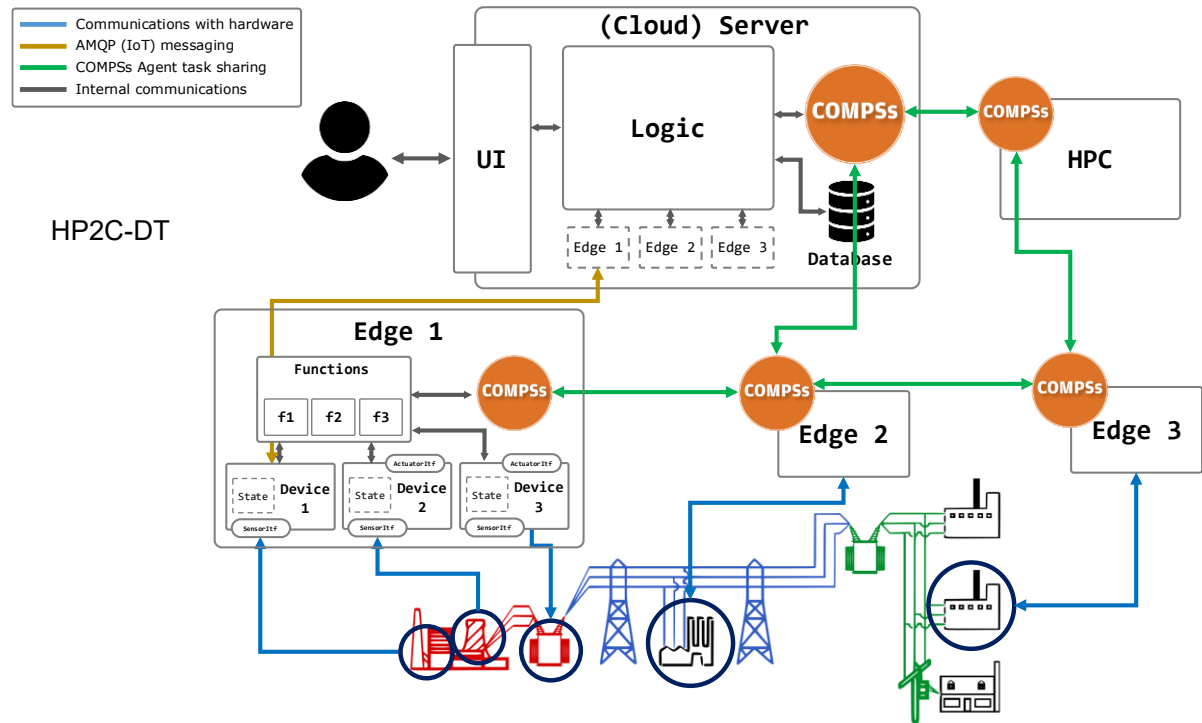 Communications with hardware
AMQP (IoT) messaging
COMPSs Agent task sharing
Internal communications
(Cloud) Server
UI
Logic
COMPSs
COMPSs
HPC
HP2C-DT
Edge 1
Edge 2
Edge 3
Database
Edge 1
Functions
f1
f2
f3
COMPSs
COMPSs
Edge 2
COMPSs
Edge 3
State
Device
1
SensorItf
ActuatorItf
State
Device
2
SensorItf
ActuatorItf
State
Device
3
SensorItf